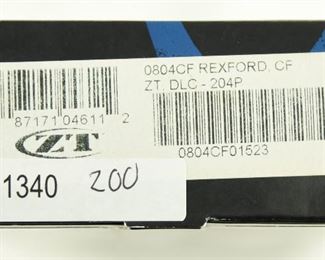 0804CF REXFORD, CF
ZT, DLC - 204P
87171 04611 2
ZT
0804CF01523
1340 200